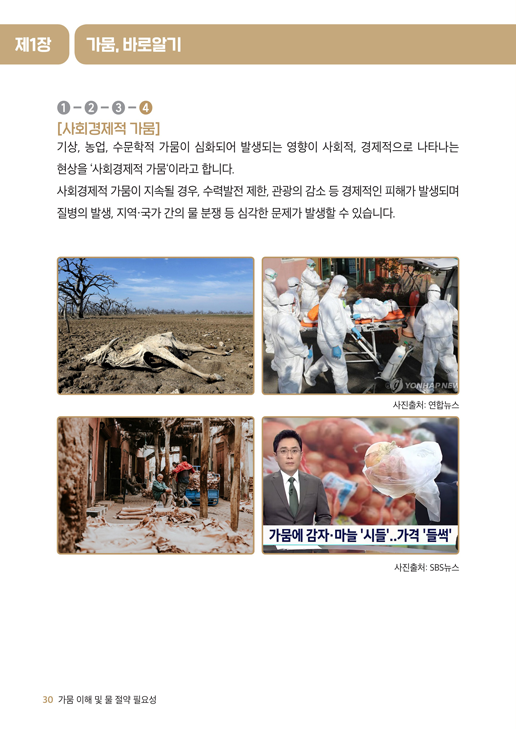 제1장 가뭄, 바로알기
1 - 2 - 3 - 4
[사회경제적 가뭄]
기상, 농업, 수문학적 가뭄이 심화되어 발생되는 영향이 사회적, 경제적으로 나타나는
현상을 '사회경제적 가뭄'이라고 합니다.
사회경제적 가뭄이 지속될 경우, 수력발전 제한, 관광의 감소 등 경제적인 피해가 발생되며
질병의 발생, 지역·국가 간의 물 분쟁 등 심각한 문제가 발생할 수 있습니다.
YONHAP NEW
사진출처: 연합뉴스
가뭄에 감자·마늘 '시들'..가격 '들썩'
사진출처: SBS뉴스
30 가뭄 이해 및 물 절약 필요성